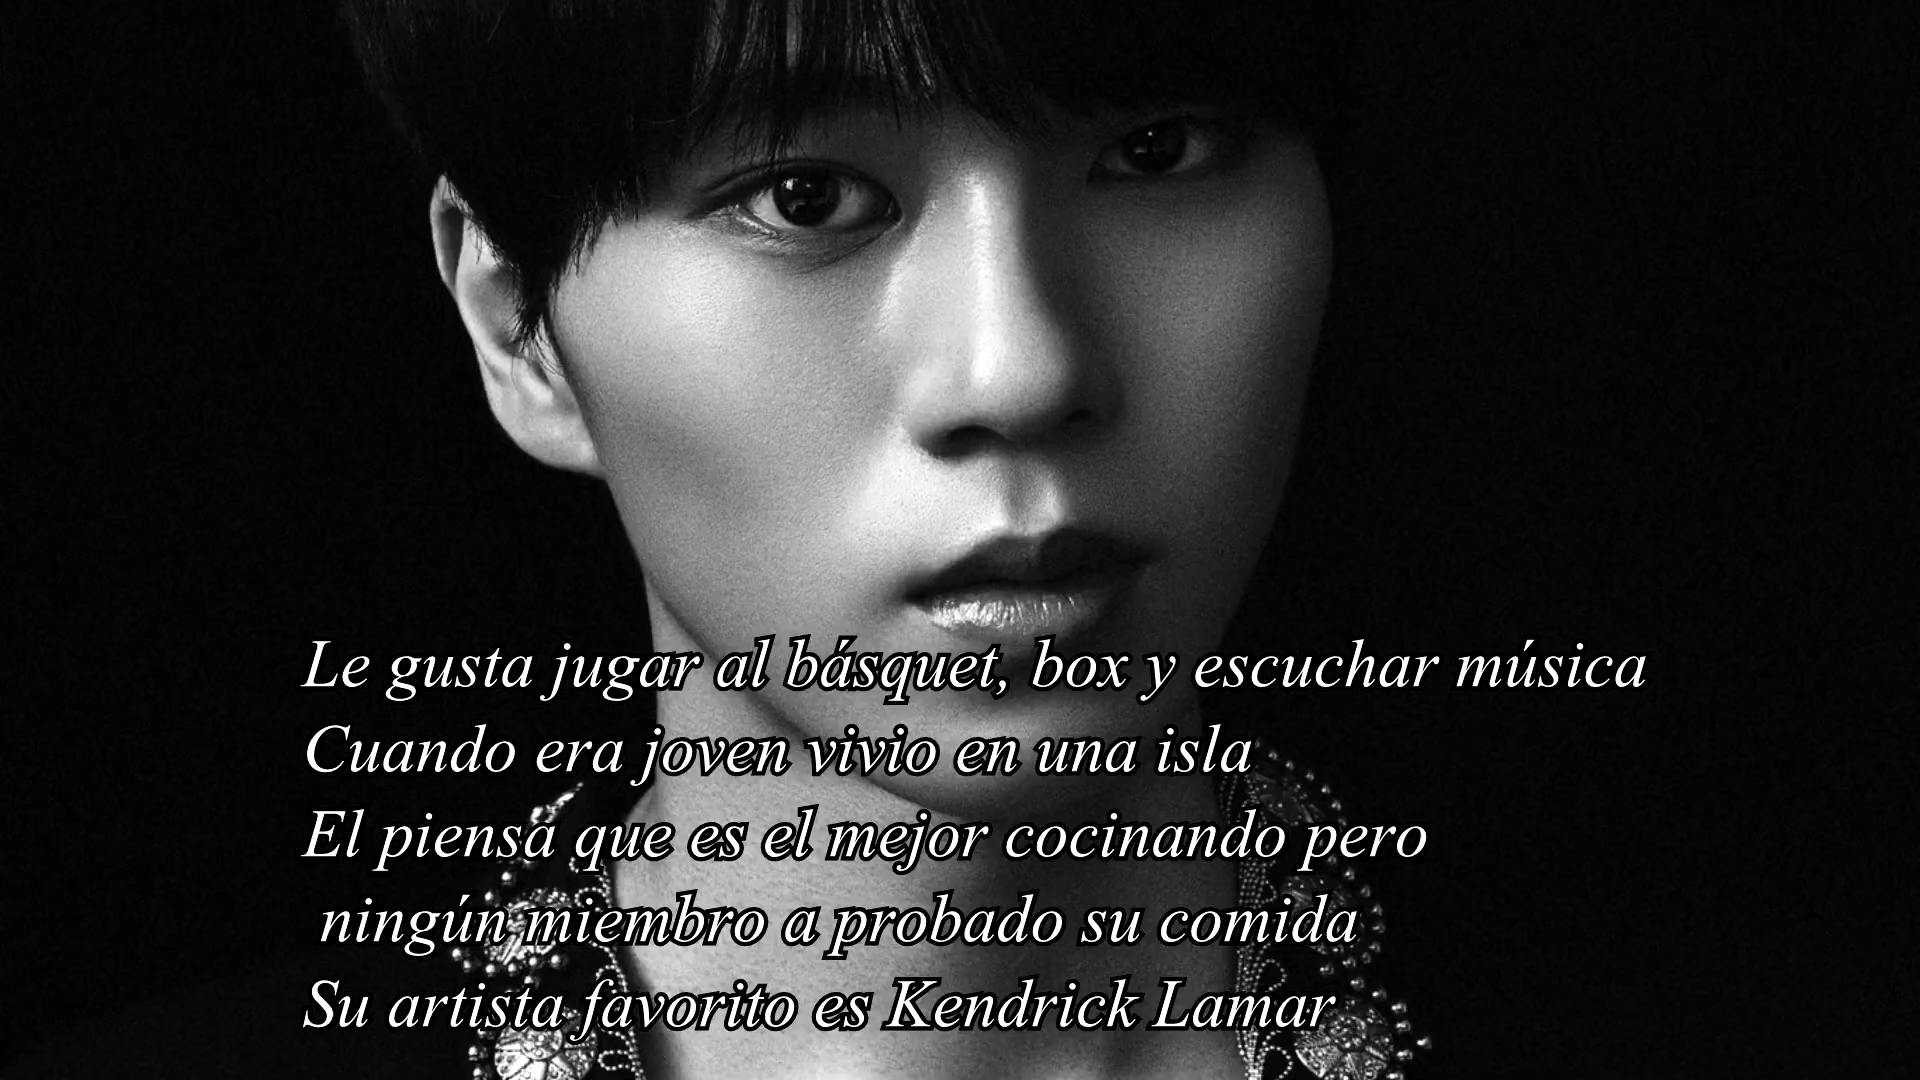 Le gusta jugar al básquet, box y escuchar música
Cuando era joven vivio en una isla
El piensa que es el mejor cocinando pero
ningún miembro a probado su comida
Su artista favorito es Kendrick Lamar